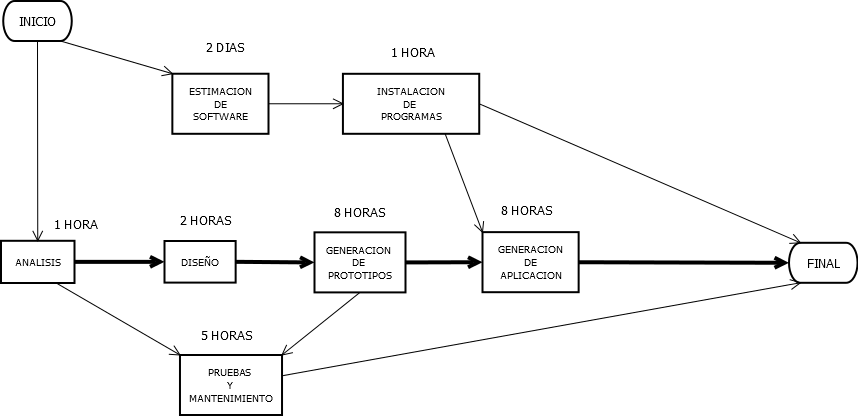 INICIO
2 DIAS
1 HORA
ESTIMACION
DE
SOFTWARE
INSTALACION
DE
PROGRAMAS
1 HORA
2 HORAS
8 HORAS
8 HORAS
ANALISIS
DISEÑO
GENERACION
DE
PROTOTIPOS
GENERACION
DE
APLICACION
FINAL
5 HORAS
PRUEBAS
Y
MANTENIMIENTO